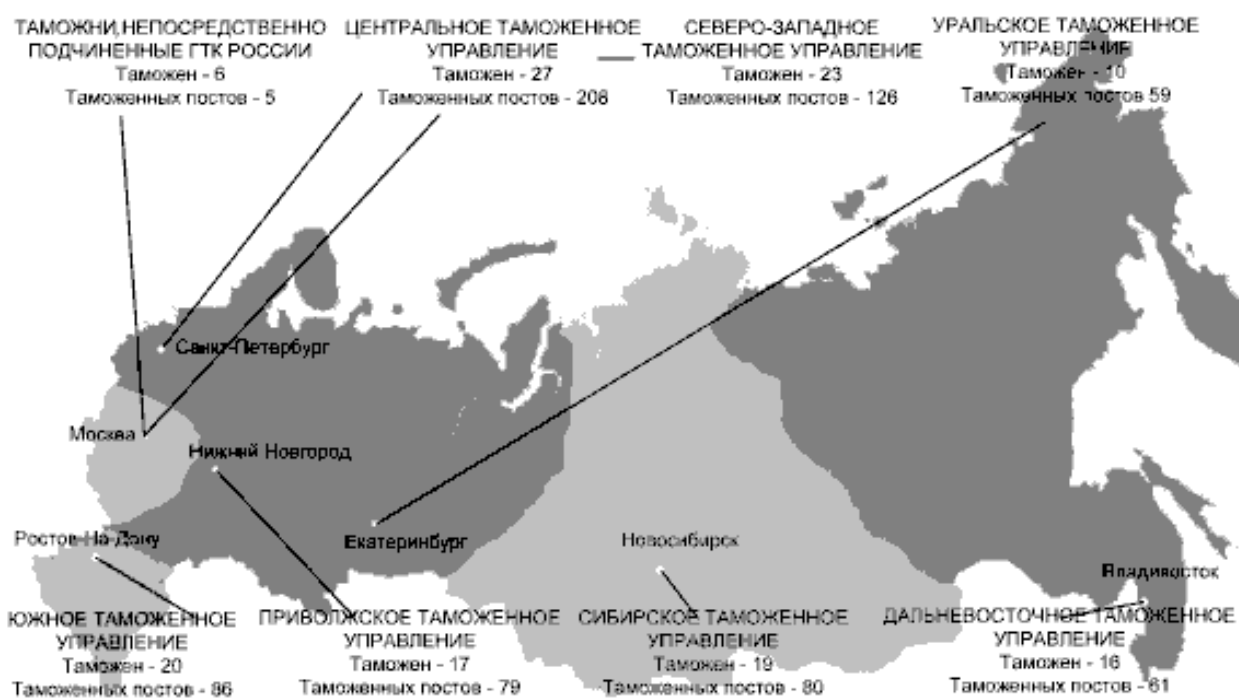 ТАМОЖНИ,НЕПОСРЕДСТВЕННО
ПОДЧИНЕННЫЕ ГТК РОССИИ
Таможен - 6
Таможенных постов - 5
ЦЕНТРАЛЬНОЕ ТАМОЖЕННОЕ
УПРАВЛЕНИЕ
Таможен - 27
Таможенных постов - 208
СЕВЕРО-ЗАПАДНОЕ
ТАМОЖЕННОЕ УПРАВЛЕНИЕ
Таможен - 23
Таможенных постов - 126
УРАЛЬСКОЕ ТАМОЖЕННОЕ
УПРАВЛЕНИЕ
Таможен - 10
Таможенных постов 59
Санкт-Петербург
Москва
Нижний Новгород
Ростов-На-Дону
Екатеринбург
Новосибирск
Владивосток
ЮЖНОЕ ТАМОЖЕННОЕ
УПРАВЛЕНИЕ
Таможен - 20
Таможенных постов - 86
ПРИВОЛЖСКОЕ ТАМОЖЕННОЕ
УПРАВЛЕНИЕ
Таможен - 17
Таможенных постов - 79
СИБИРСКОЕ ТАМОЖЕННОЕ
УПРАВЛЕНИЕ
Таможен - 19
Таможенных постов - 80
ДАЛЬНЕВОСТОЧНОЕ ТАМОЖЕННОЕ
УПРАВЛЕНИЕ
Таможен - 16
Таможенных постов - 61